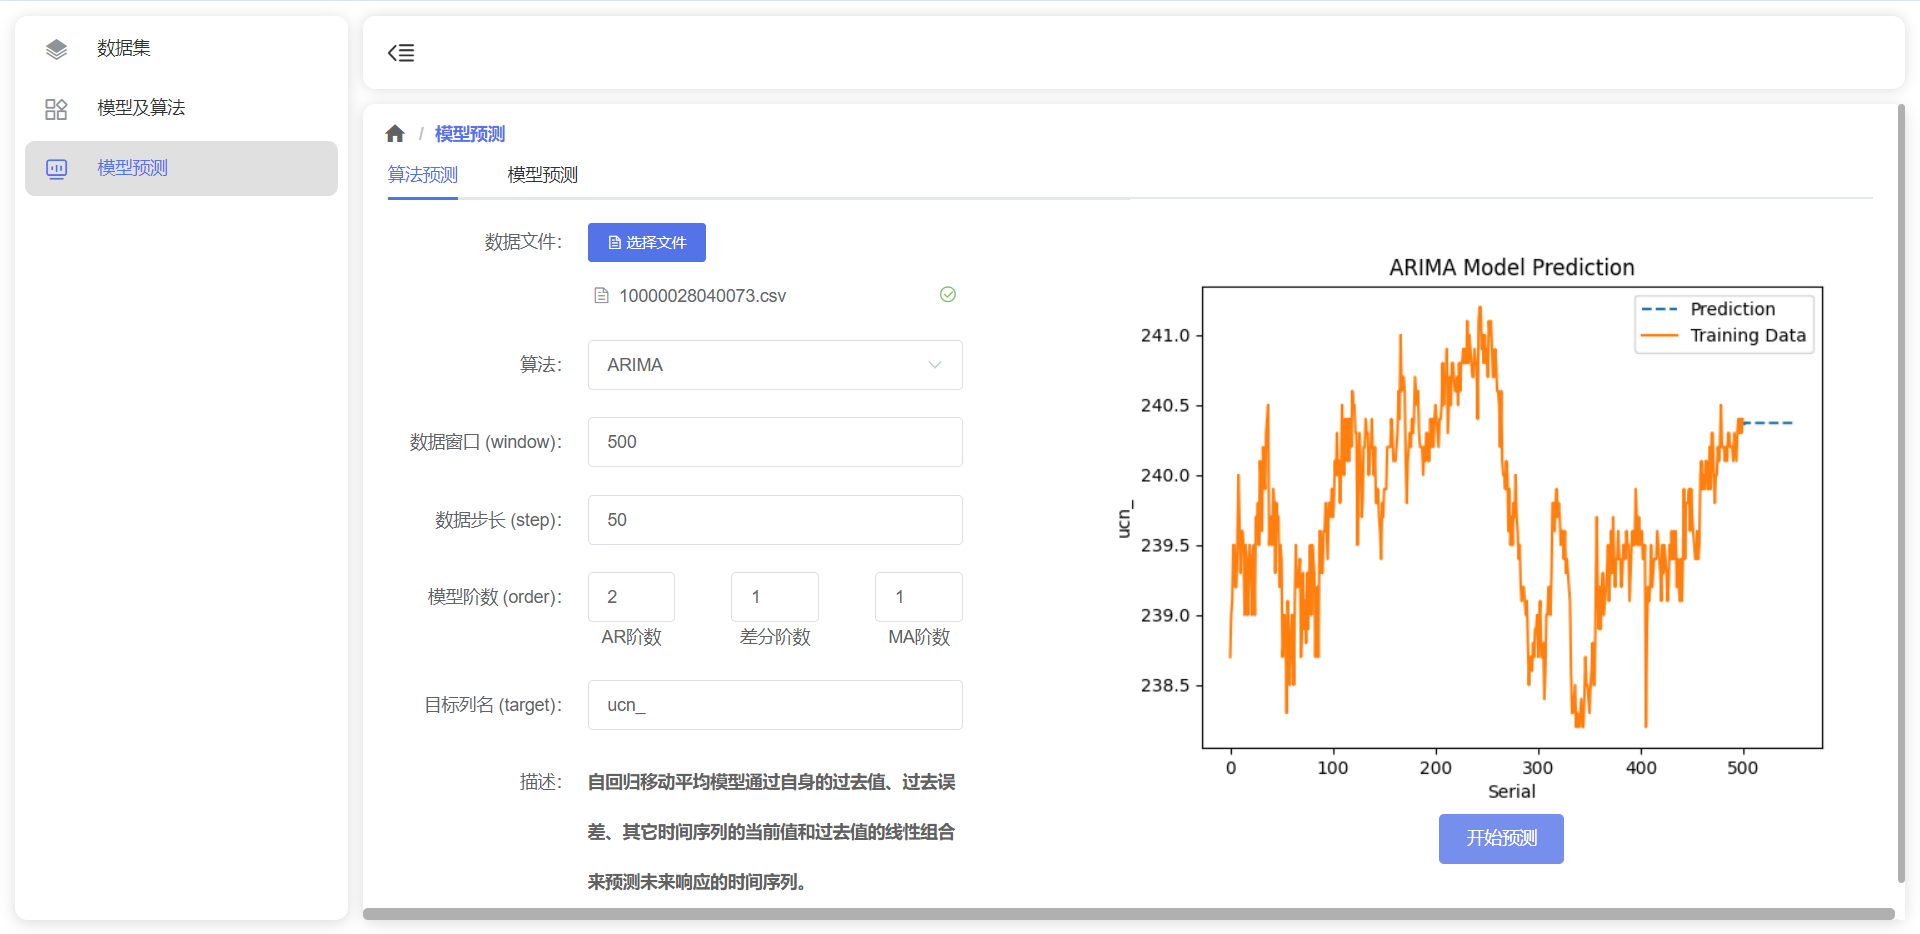 数据集
模型及算法
模型预测
/ 模型预测
算法预测 模型预测
数据文件: 选择文件
10000028040073.csv
算法: ARIMA
数据窗口 (window): 500
数据步长 (step): 50
模型阶数 (order): 2 1 1
AR阶数 差分阶数 MA阶数
目标列名 (target): ucn_
描述: 自回归移动平均模型通过自身的过去值、过去误
差、其它时间序列的当前值和过去值的线性组合
来预测未来响应的时间序列。
ARIMA Model Prediction
Prediction
Training Data
241.0
240.5
240.0
239.5
239.0
238.5
ucn_
0 100 200 300 400 500
Serial
开始预测